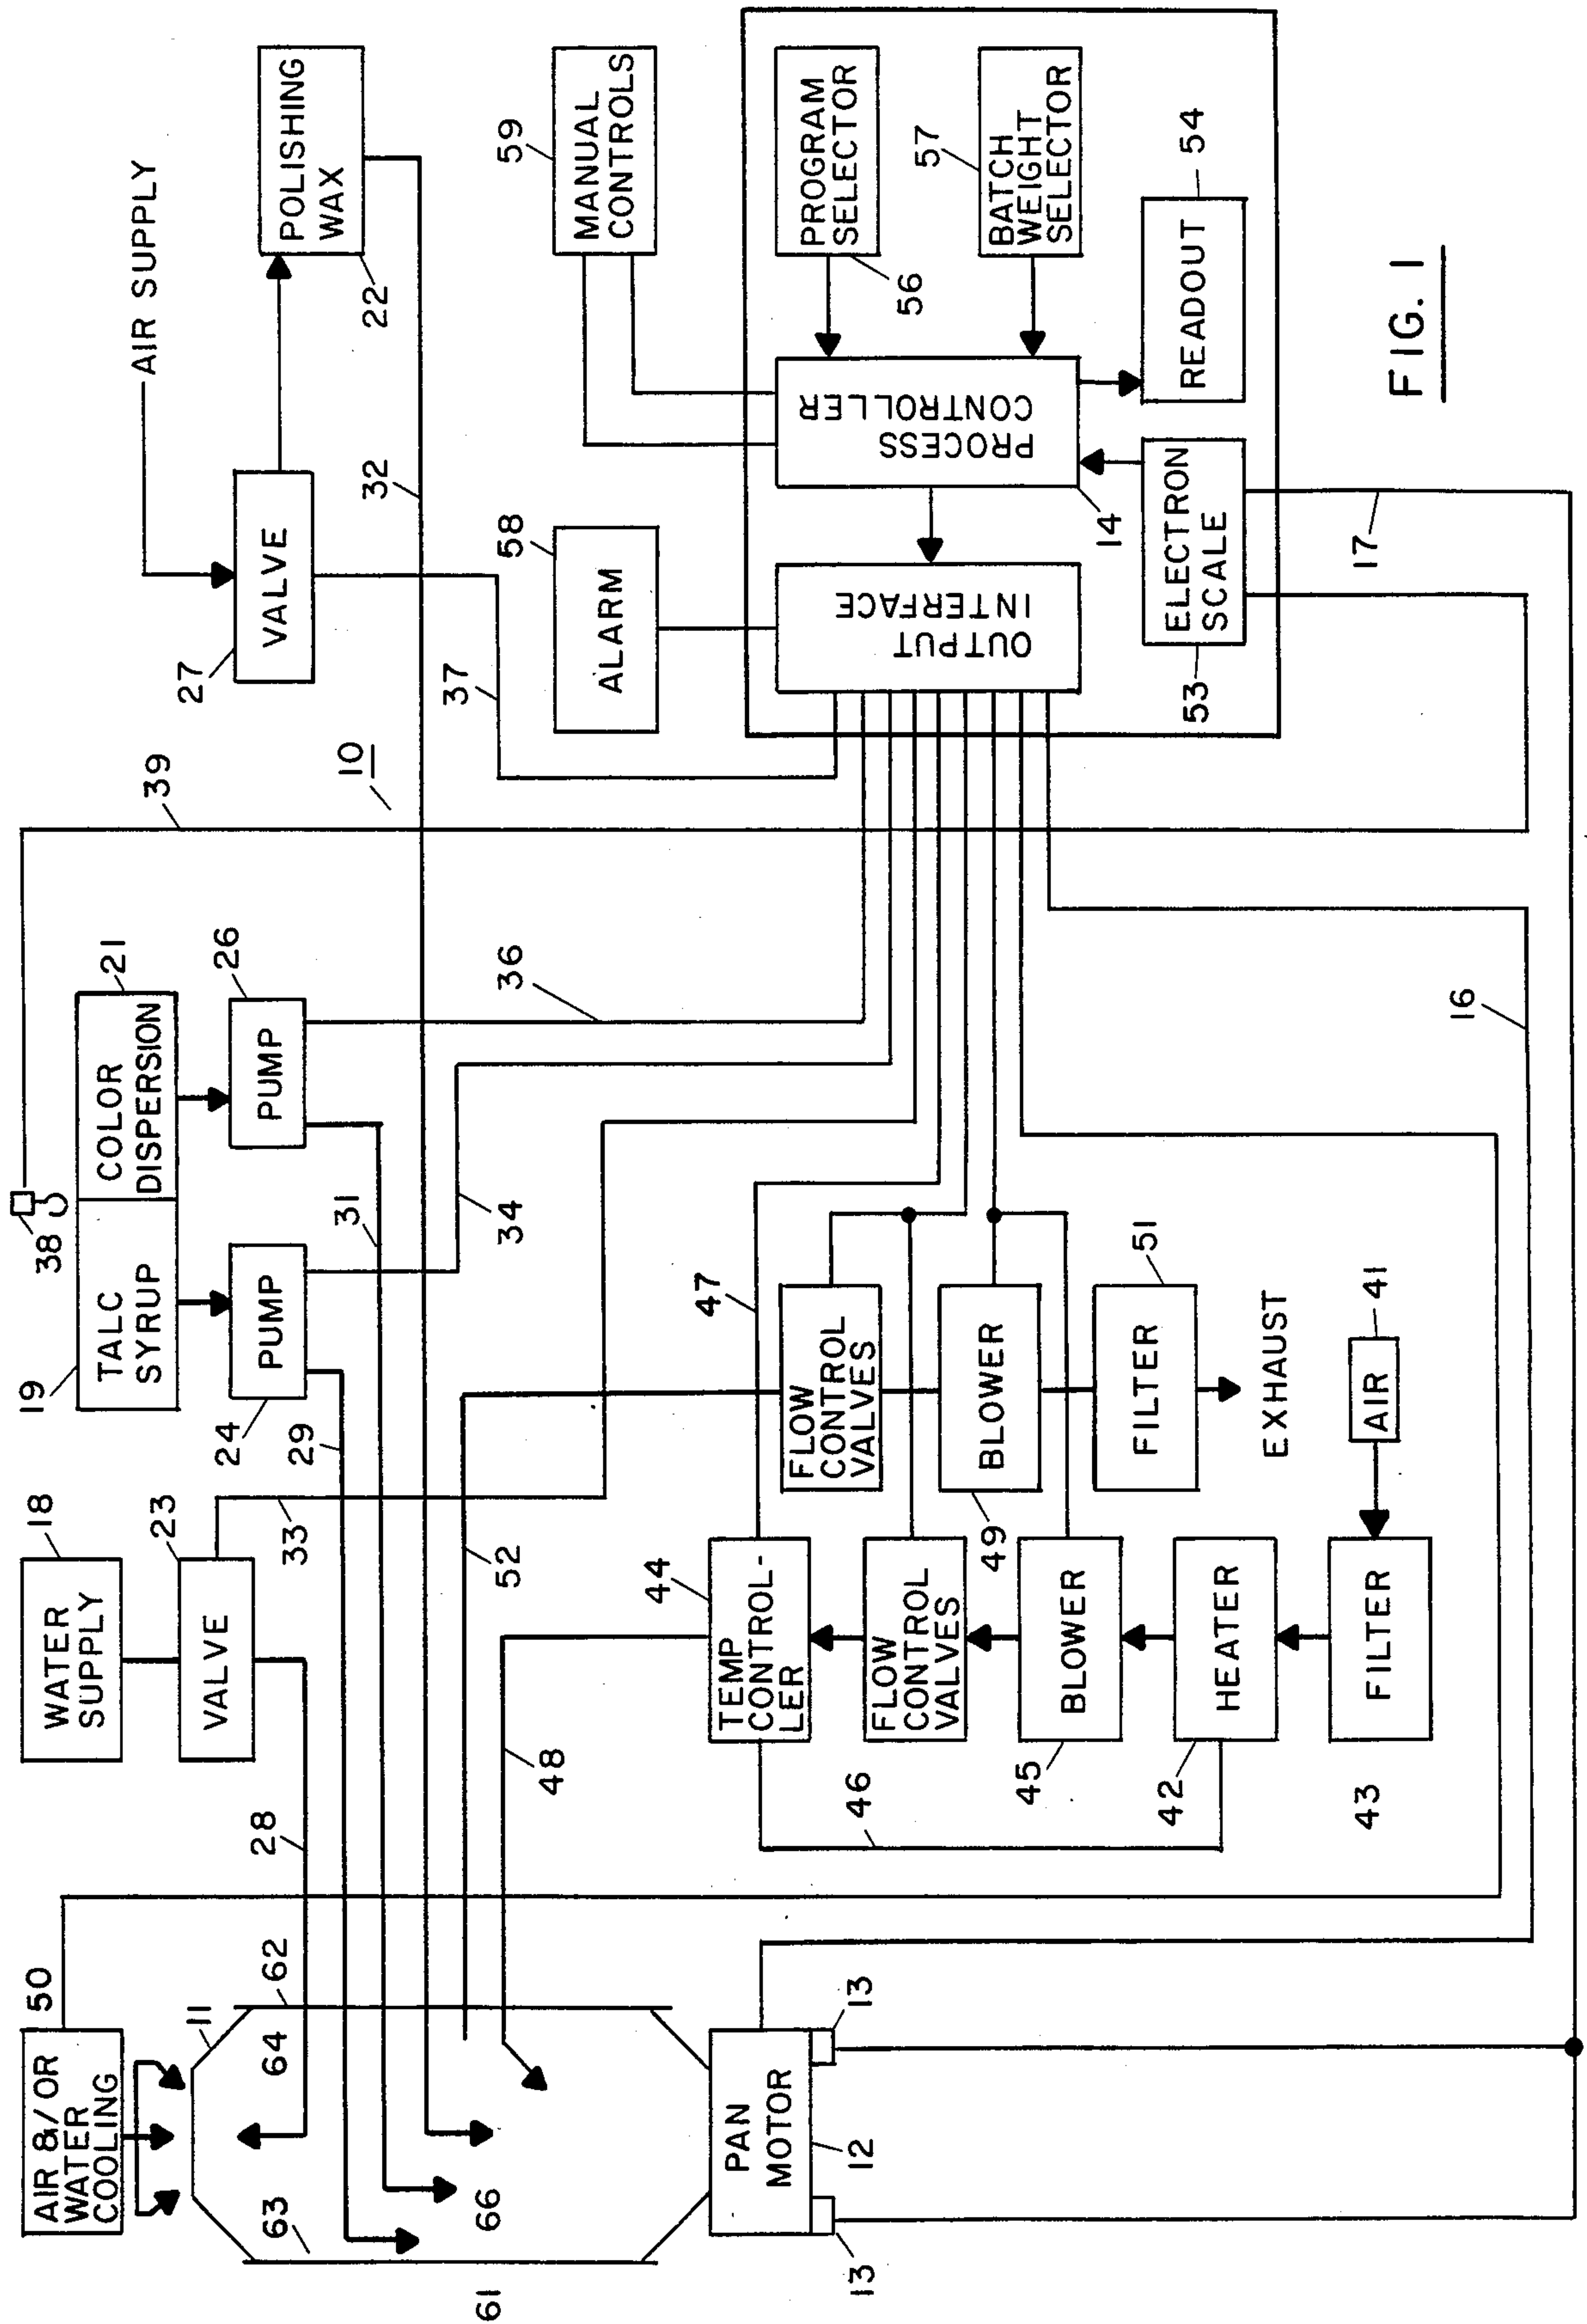 AIR &/OR
WATER
COOLING
50
11
62
64
63
61
66
PAN
MOTOR
12
13
13
WATER
SUPPLY
18
VALVE
23
28
33
TALC
SYRUP
19
COLOR
DISPERSION
21
38
PUMP
24
29
PUMP
26
31
34
36
39
10
AIR SUPPLY
VALVE
27
POLISHING
WAX
22
32
37
52
48
47
TEMP
CONTROL-
LER
44
FLOW
CONTROL
VALVES
46
BLOWER
45
HEATER
42
FILTER
43
FLOW
CONTROL
VALVES
BLOWER
49
FILTER
51
EXHAUST
AIR
41
ALARM
58
MANUAL
CONTROLS
59
OUTPUT
INTERFACE
PROCESS
CONTROLLER
14
PROGRAM
SELECTOR
56
BATCH
WEIGHT
SELECTOR
57
ELECTRON
SCALE
53
READOUT
54
17
16
FIG. 1